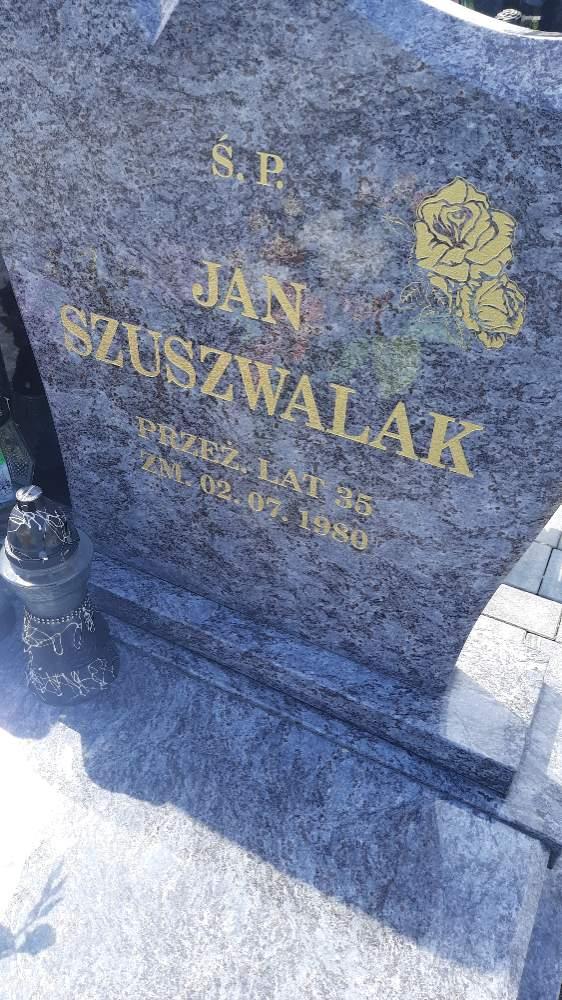 Ś. P.
JAN
SZUSZWALAK
PRZEŻ. LAT 35
ZM. 02. 07. 1980